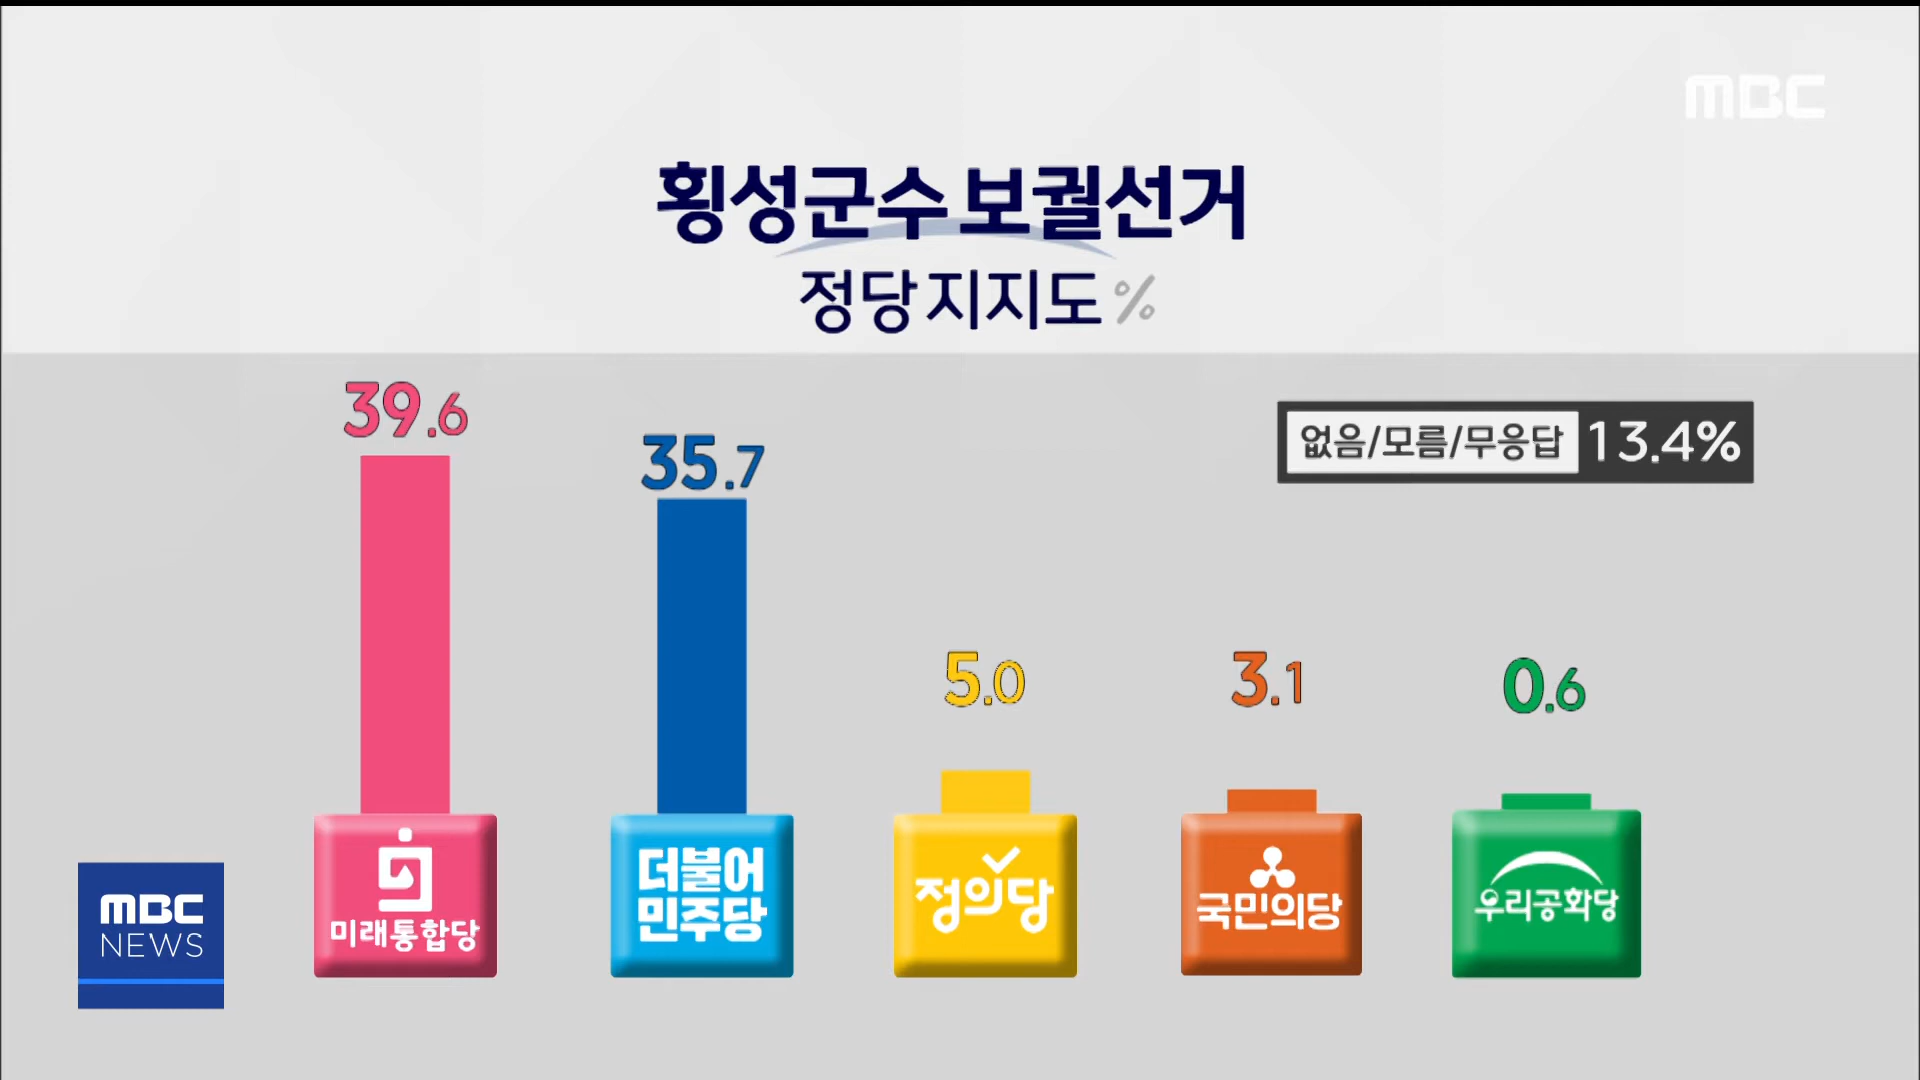 MBC
횡성군수 보궐선거
정당지지도 %
39.6
35.7
없음/모름/무응답 13.4%
5.0
3.1
0.6
미래통합당
더불어
민주당
정의당
국민의당
우리공화당
MBC
NEWS